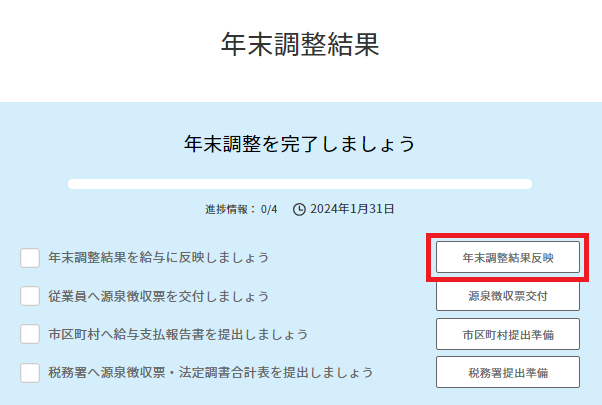 年末調整結果
年末調整を完了しましょう
進捗情報： 0/4 2024年1月31日
年末調整結果を給与に反映しましょう 年末調整結果反映
従業員へ源泉徴収票を交付しましょう 源泉徴収票交付
市区町村へ給与支払報告書を提出しましょう 市区町村提出準備
税務署へ源泉徴収票・法定調書合計表を提出しましょう 税務署提出準備